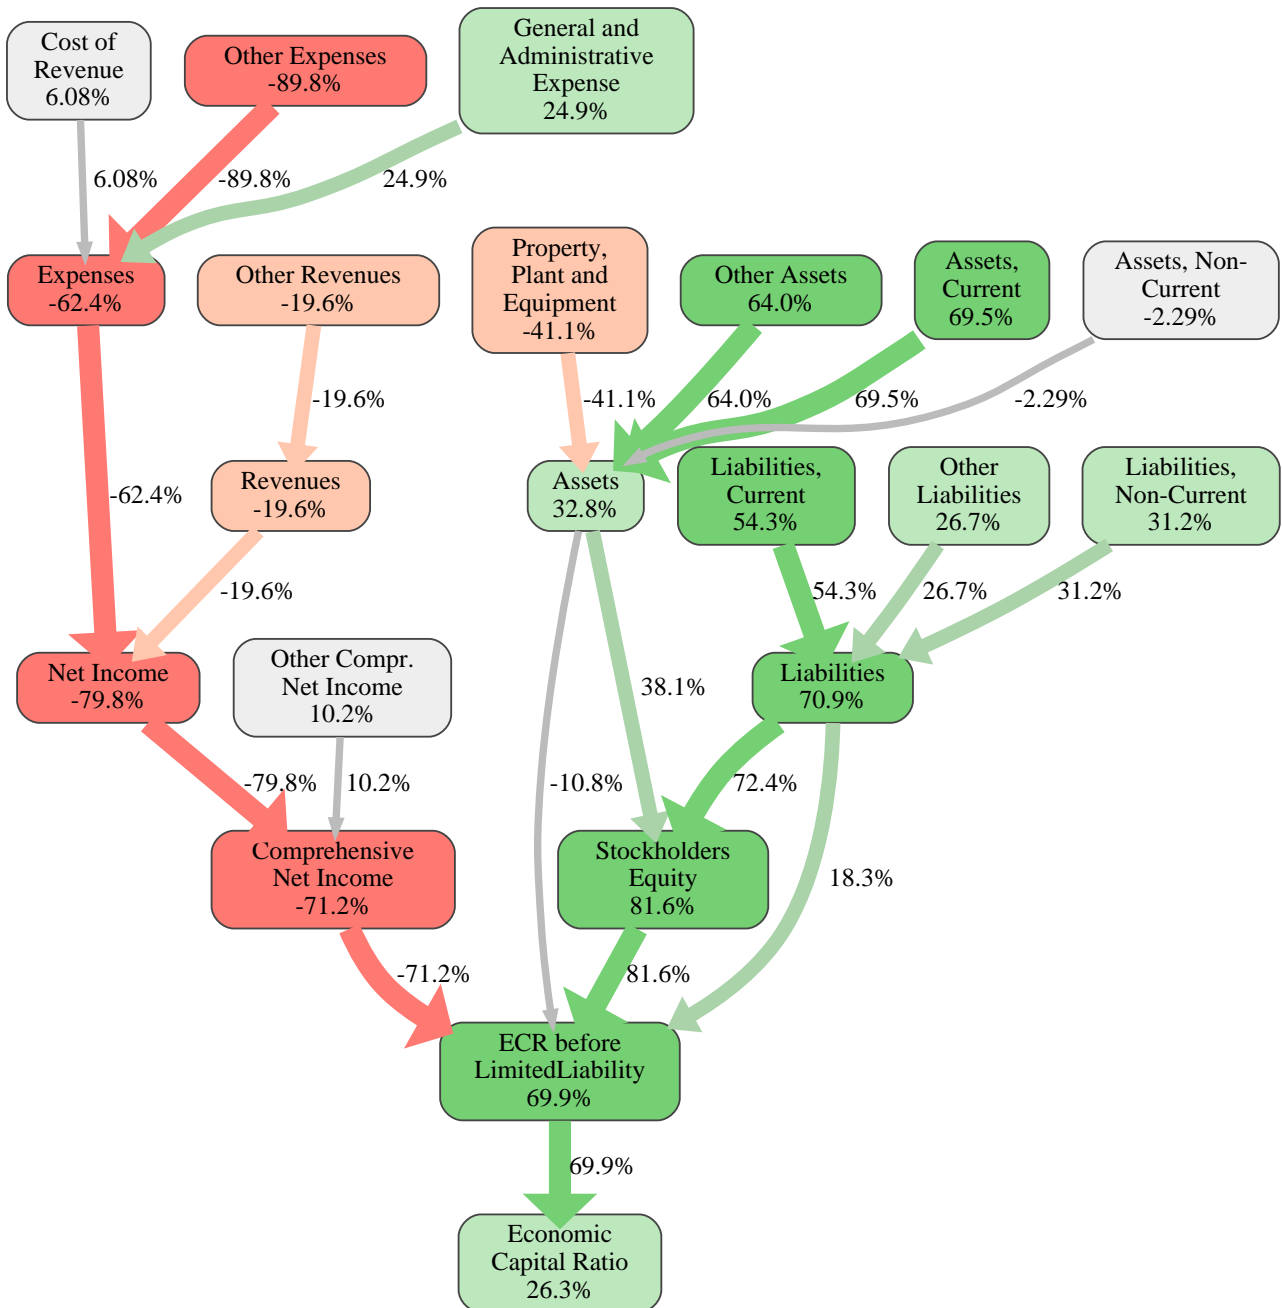 Cost of
Revenue
6.08%
Other Expenses
-89.8%
General and
Administrative
Expense
24.9%
6.08%
-89.8%
24.9%
Expenses
-62.4%
Other Revenues
-19.6%
Property,
Plant and
Equipment
-41.1%
Other Assets
64.0%
Assets,
Current
69.5%
Assets, Non-
Current
-2.29%
-19.6%
-41.1%
64.0%
69.5%
-2.29%
-62.4%
Revenues
-19.6%
Assets
32.8%
Liabilities,
Current
54.3%
Other
Liabilities
26.7%
Liabilities,
Non-Current
31.2%
-19.6%
54.3%
26.7%
31.2%
Net Income
-79.8%
Other Compr.
Net Income
10.2%
38.1%
Liabilities
70.9%
-79.8%
10.2%
-10.8%
72.4%
Comprehensive
Net Income
-71.2%
Stockholders
Equity
81.6%
18.3%
-71.2%
81.6%
ECR before
LimitedLiability
69.9%
69.9%
Economic
Capital Ratio
26.3%